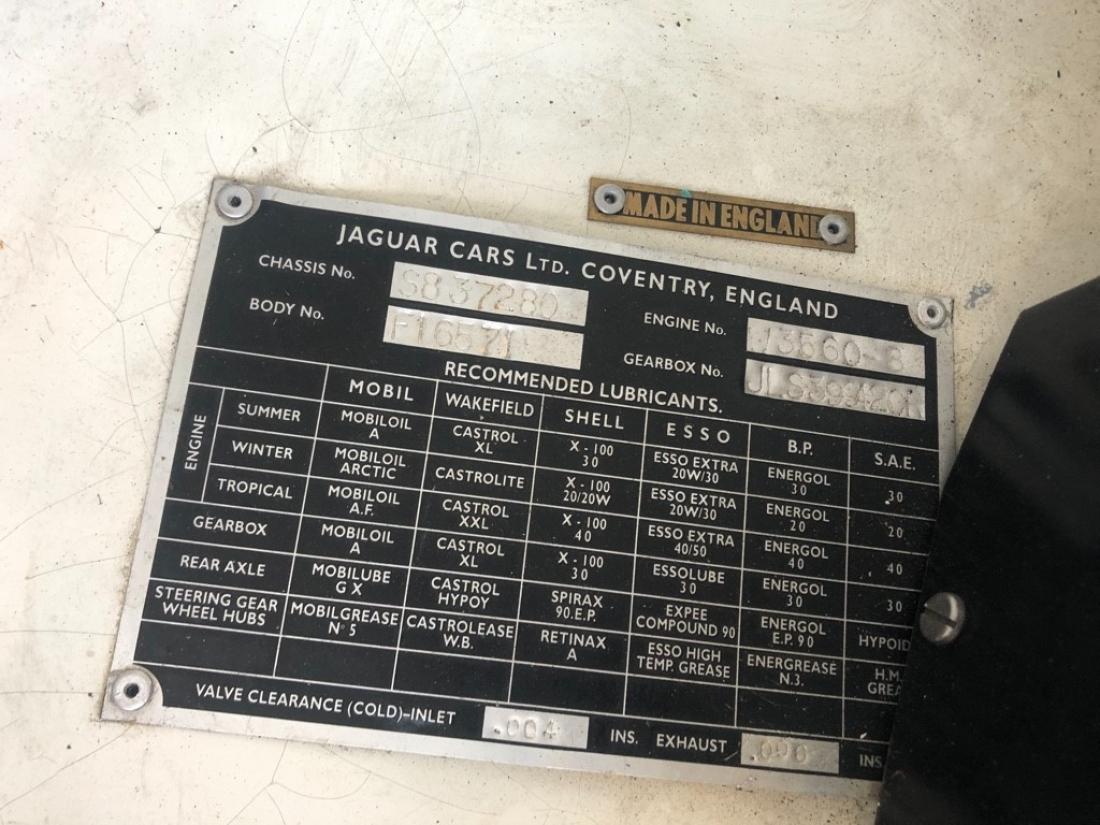 MADE IN ENGLAND
JAGUAR CARS LTD. COVENTRY, ENGLAND
CHASSIS No. S837280
ENGINE No.
BODY No.
GEARBOX No.
RECOMMENDED LUBRICANTS.
MOBIL WAKEFIELD SHELL ESSO B.P. S.A.E.
ENGINE
SUMMER MOBILOIL A CASTROL XL X-100 30 ESSO EXTRA 20W/30 ENERGOL 30 30
WINTER MOBILOIL ARCTIC CASTROLITE X-100 20/20W ESSO EXTRA 20W/30 ENERGOL 20 20
TROPICAL MOBILOIL A.F. CASTROL XXL X-100 40 ESSO EXTRA 40/50 ENERGOL 40 40
GEARBOX MOBILOIL A CASTROL XL X-100 30 ESSOLUBE 30 ENERGOL 30 30
REAR AXLE MOBILUBE GX CASTROL HYPOY SPIRAX 90.E.P. EXPEE COMPOUND 90 ENERGOL E.P. 90 HYPOID
STEERING GEAR WHEEL HUBS MOBILGREASE No 5 CASTROLEASE W.B. RETINAX A ESSO HIGH TEMP. GREASE ENERGREASE N.3. H.M.
VALVE CLEARANCE (COLD)-INLET .004 INS. EXHAUST .006 INS